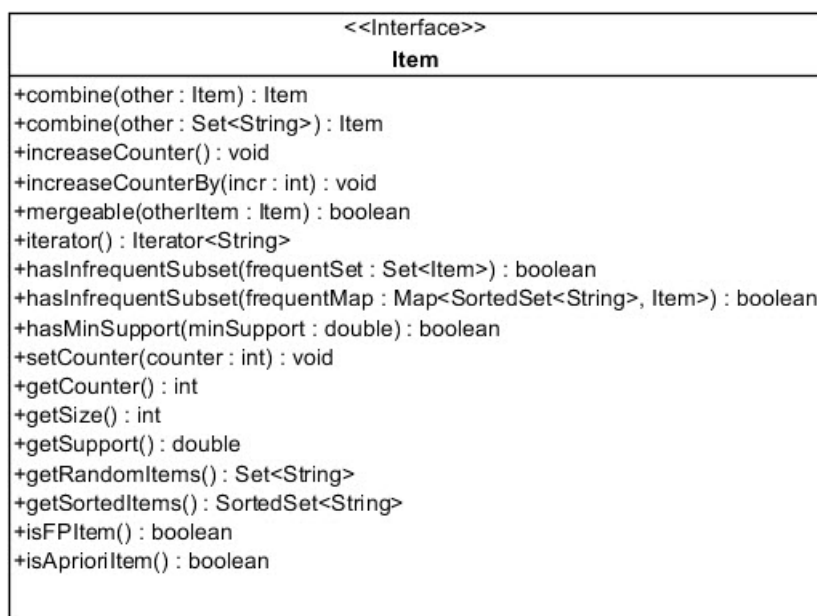 <<Interface>>
Item
+combine(other : Item) : Item
+combine(other : Set<String>) : Item
+increaseCounter() : void
+increaseCounterBy(incr : int) : void
+mergeable(otherItem : Item) : boolean
+iterator() : Iterator<String>
+hasInfrequentSubset(frequentSet : Set<Item>) : boolean
+hasInfrequentSubset(frequentMap : Map<SortedSet<String>, Item>) : boolean
+hasMinSupport(minSupport : double) : boolean
+setCounter(counter : int) : void
+getCounter() : int
+getSize() : int
+getSupport() : double
+getRandomItems() : Set<String>
+getSortedItems() : SortedSet<String>
+isFPItem() : boolean
+isAprioriItem() : boolean